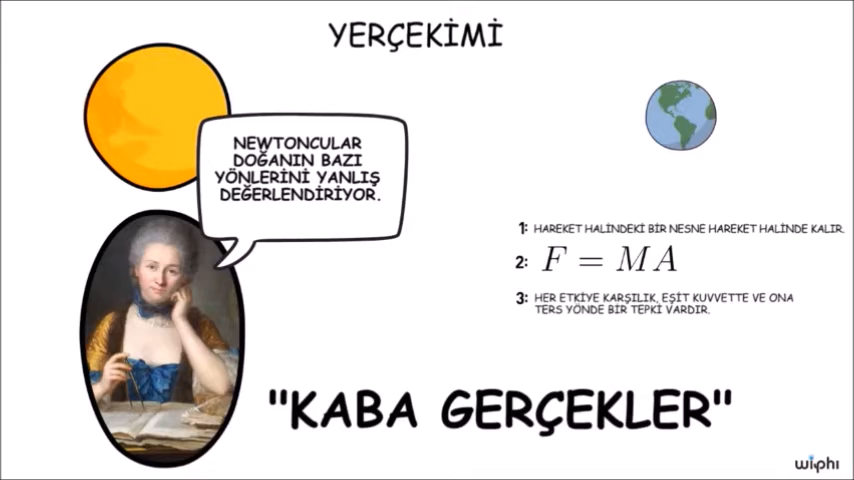 YERÇEKİMİ
NEWTONCULAR
DOĞANIN BAZI
YÖNLERİNİ YANLIŞ
DEĞERLENDİRİYOR.
1: HAREKET HALİNDEKİ BİR NESNE HAREKET HALİNDE KALIR.
2: F = MA
3: HER ETKİYE KARŞILIK, EŞİT KUVVETTE VE ONA
TERS YÖNDE BİR TEPKİ VARDIR.
"KABA GERÇEKLER"
wiphi